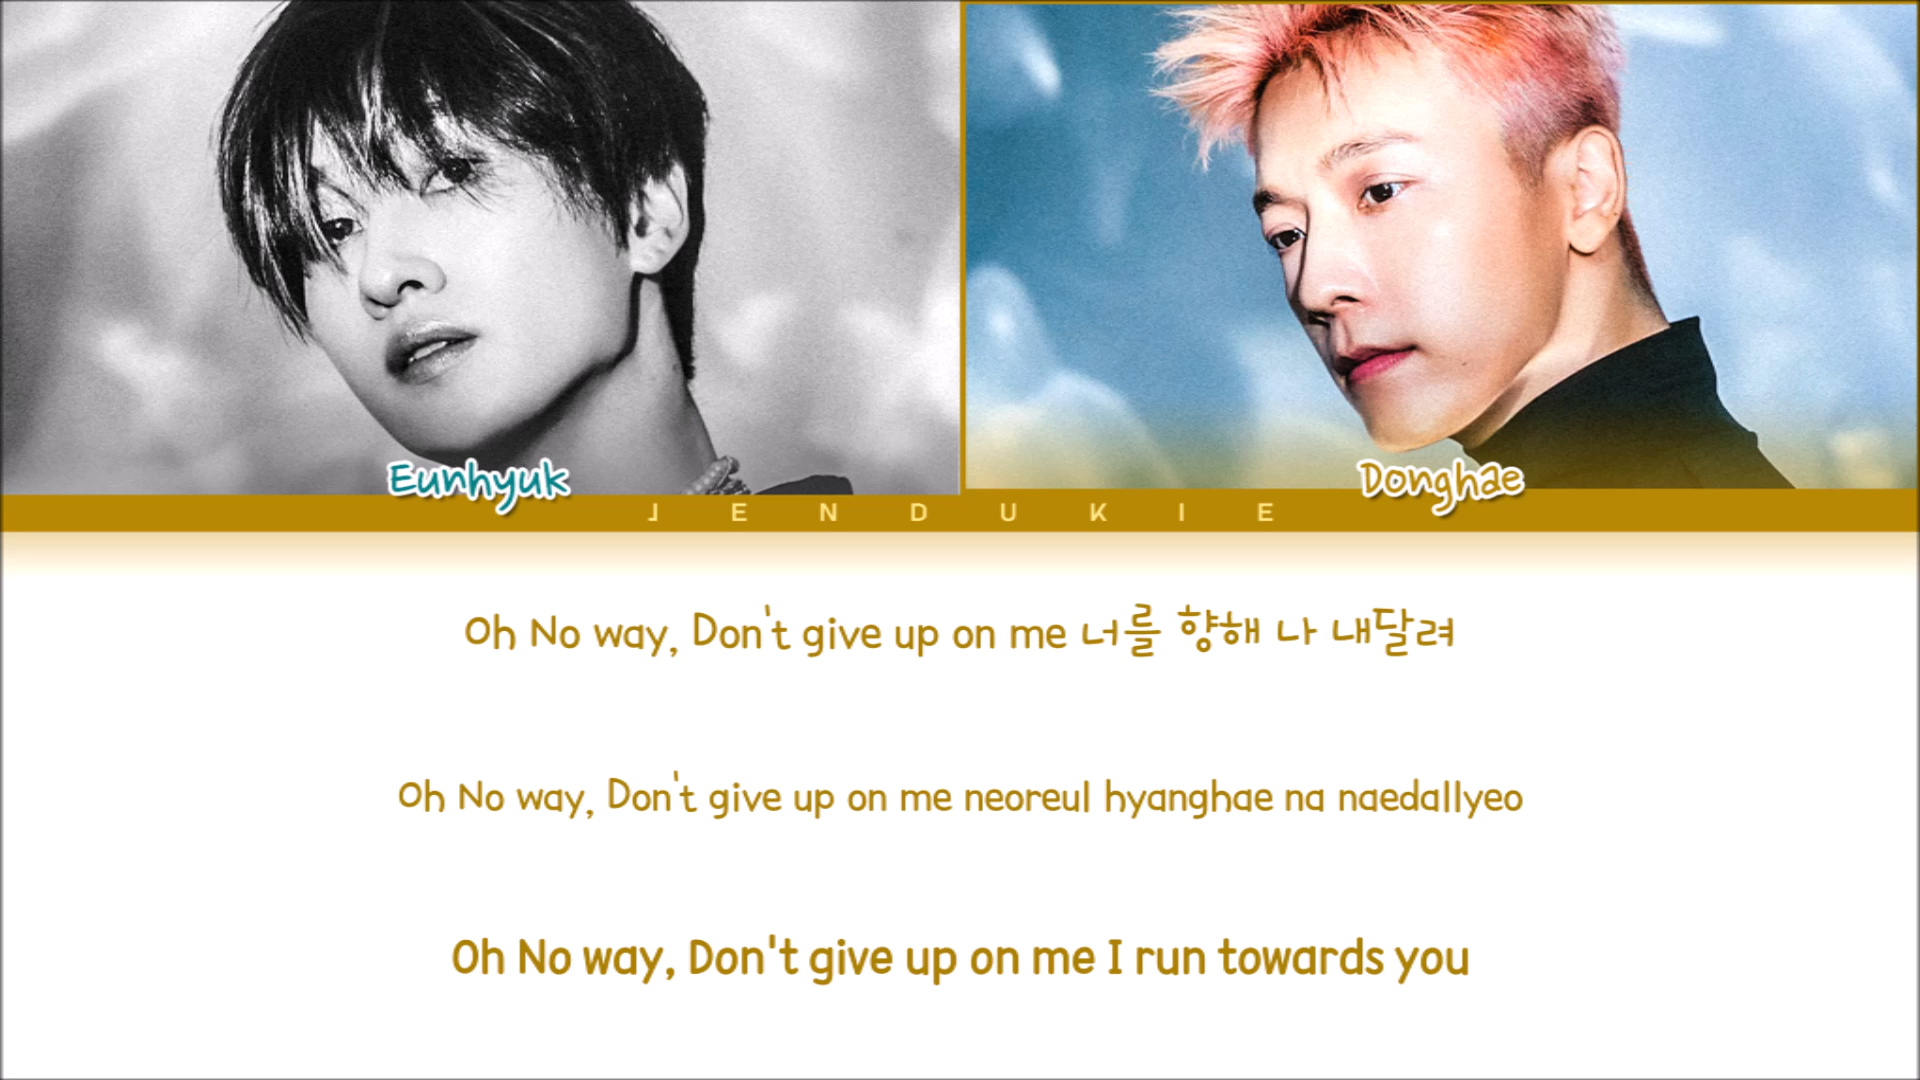 Eunhyuk
Donghae
JENDUKIE
Oh No way, Don't give up on me 너를 향해 나 내달려
Oh No way, Don't give up on me neoreul hyanghae na naedallyeo
Oh No way, Don't give up on me I run towards you